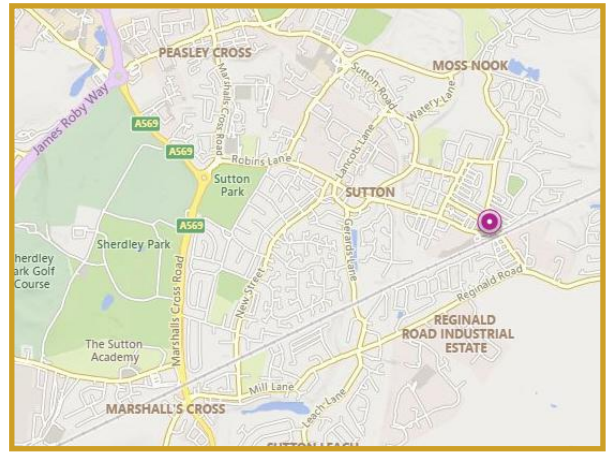 PEASLEY CROSS
MOSS NOOK
James Roby Way
Marshalls Cross Road
Sutton Road
Watery Lane
A569
Lancots Lane
A569
Robins Lane
Sutton
Park
SUTTON
A569
Sherdley Park
herdley
ark Golf
Course
Gerards Lane
New Street
Marshalls Cross Road
Reginald Road
REGINALD
ROAD INDUSTRIAL
ESTATE
The Sutton
Academy
Mill Lane
MARSHALL'S CROSS
Leach Lane
SUTTON LEACH